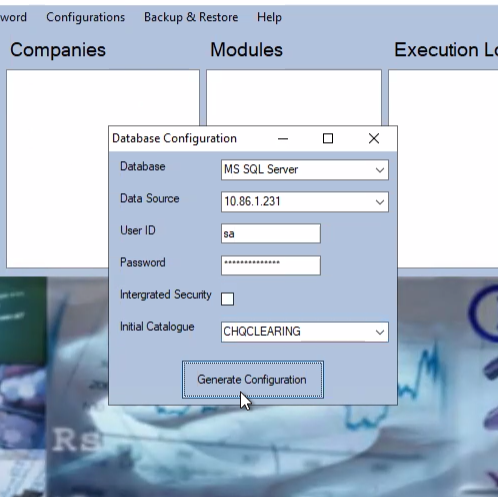 word Configurations Backup & Restore Help
Companies Modules Execution Lo
Database Configuration
Database MS SQL Server
Data Source 10.86.1.231
User ID sa
Password **************
Intergrated Security
Initial Catalogue CHQCLEARING
Generate Configuration
Rs